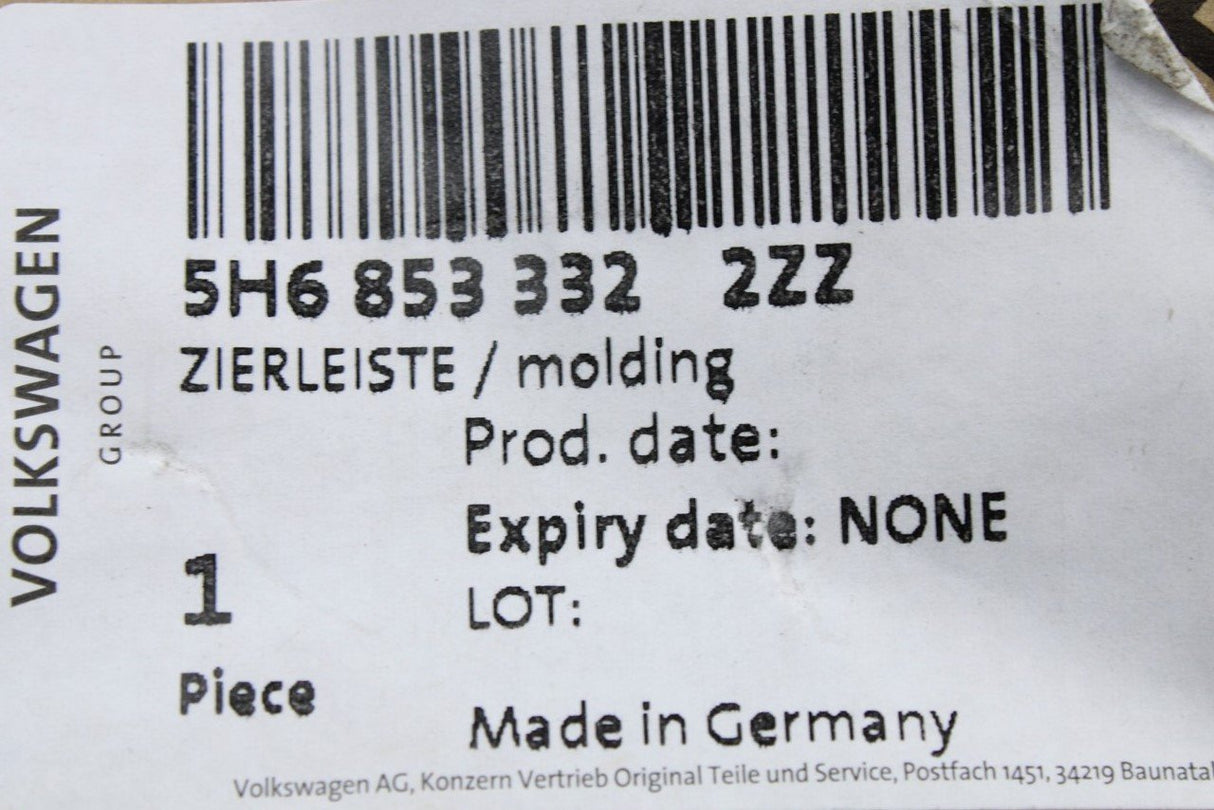 VOLKSWAGEN
GROUP
5H6 853 332 2ZZ
ZIERLEISTE / molding
Prod. date:
Expiry date: NONE
1
LOT:
Piece
Made in Germany
Volkswagen AG, Konzern Vertrieb Original Teile und Service, Postfach 1451, 34219 Baunatal